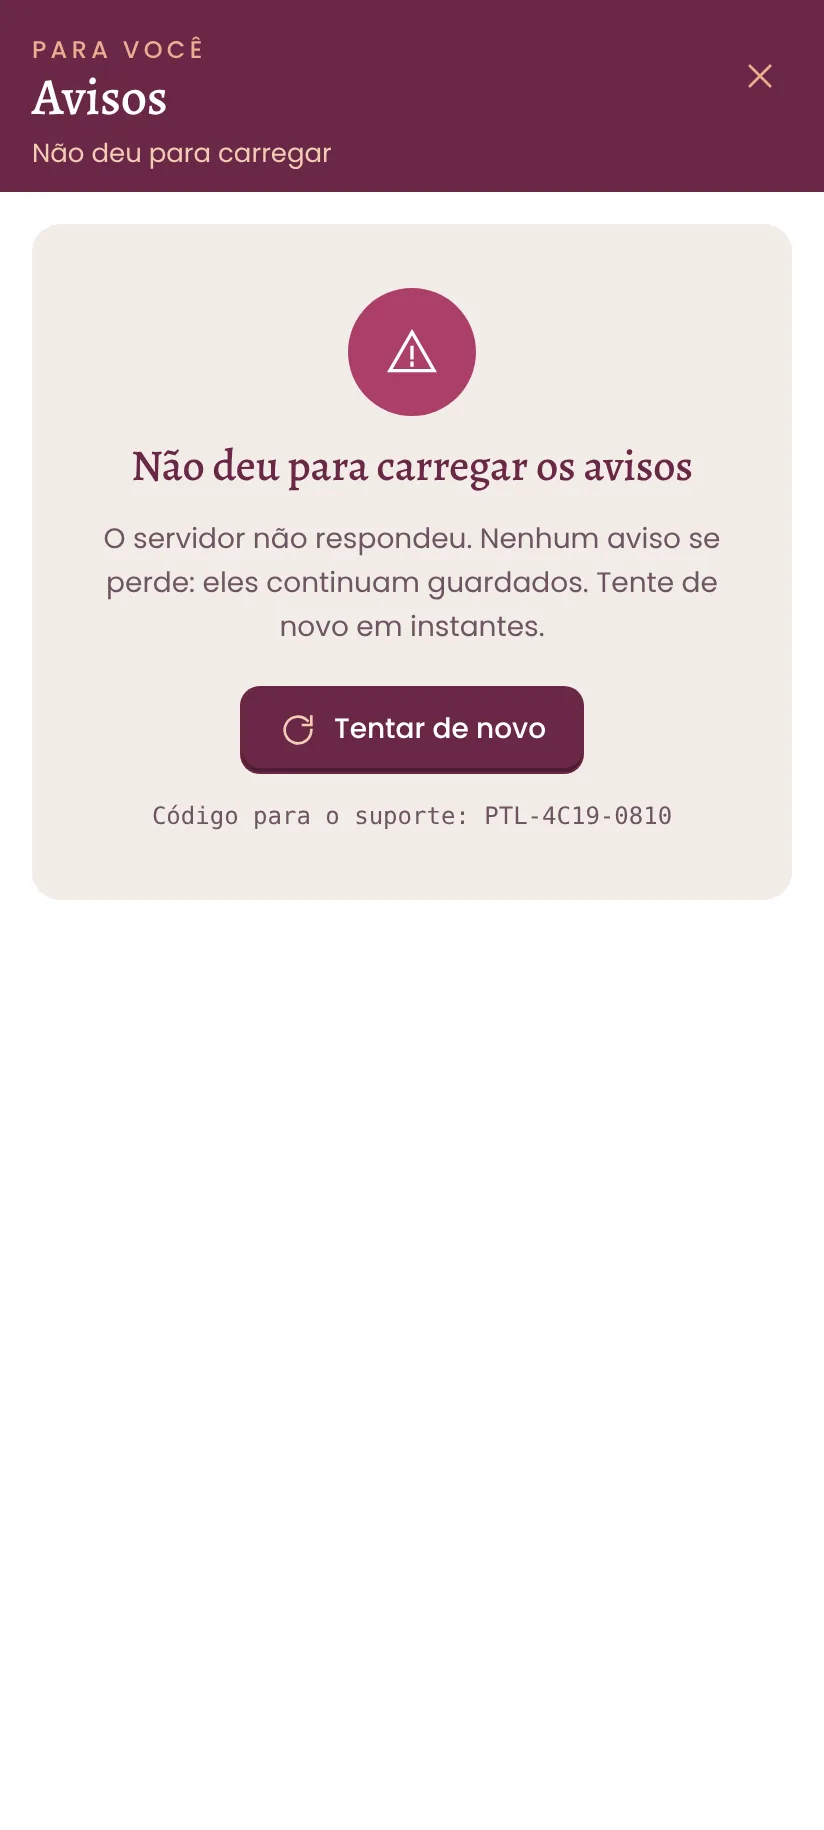 PARA VOCÊ
Avisos
Não deu para carregar
Não deu para carregar os avisos
O servidor não respondeu. Nenhum aviso se
perde: eles continuam guardados. Tente de
novo em instantes.
Tentar de novo
Código para o suporte: PTL-4C19-0810